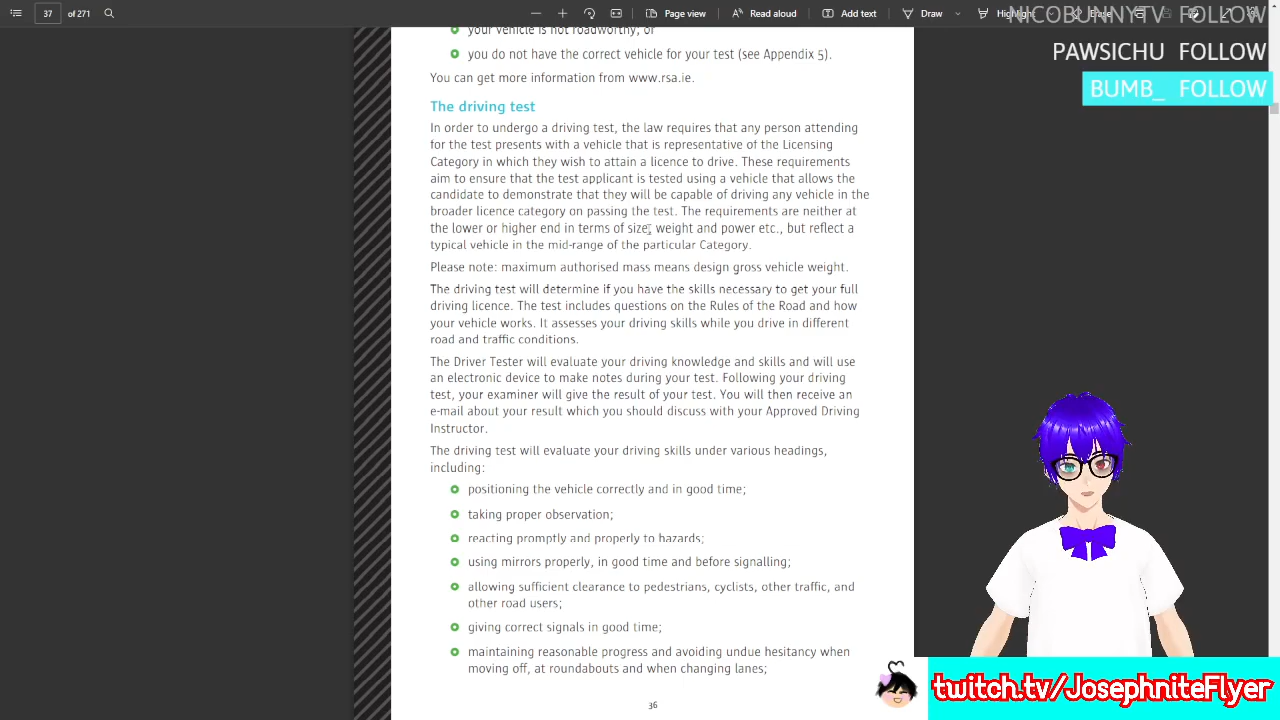 37 of 271
Page view
Read aloud
Add text
Draw
Highlight
Erase
NICOBUNNYTV FOLLOW
PAWSICHU FOLLOW
BUMB_ FOLLOW
your vehicle is not roadworthy; or
you do not have the correct vehicle for your test (see Appendix 5).
You can get more information from www.rsa.ie.
The driving test
In order to undergo a driving test, the law requires that any person attending
for the test presents with a vehicle that is representative of the Licensing
Category in which they wish to attain a licence to drive. These requirements
aim to ensure that the test applicant is tested using a vehicle that allows the
candidate to demonstrate that they will be capable of driving any vehicle in the
broader licence category on passing the test. The requirements are neither at
the lower or higher end in terms of size, weight and power etc., but reflect a
typical vehicle in the mid-range of the particular Category.
Please note: maximum authorised mass means design gross vehicle weight.
The driving test will determine if you have the skills necessary to get your full
driving licence. The test includes questions on the Rules of the Road and how
your vehicle works. It assesses your driving skills while you drive in different
road and traffic conditions.
The Driver Tester will evaluate your driving knowledge and skills and will use
an electronic device to make notes during your test. Following your driving
test, your examiner will give the result of your test. You will then receive an
e-mail about your result which you should discuss with your Approved Driving
Instructor.
The driving test will evaluate your driving skills under various headings,
including:
positioning the vehicle correctly and in good time;
taking proper observation;
reacting promptly and properly to hazards;
using mirrors properly, in good time and before signalling;
allowing sufficient clearance to pedestrians, cyclists, other traffic, and
other road users;
giving correct signals in good time;
maintaining reasonable progress and avoiding undue hesitancy when
moving off, at roundabouts and when changing lanes;
36
twitch.tv/JosephniteFlyer